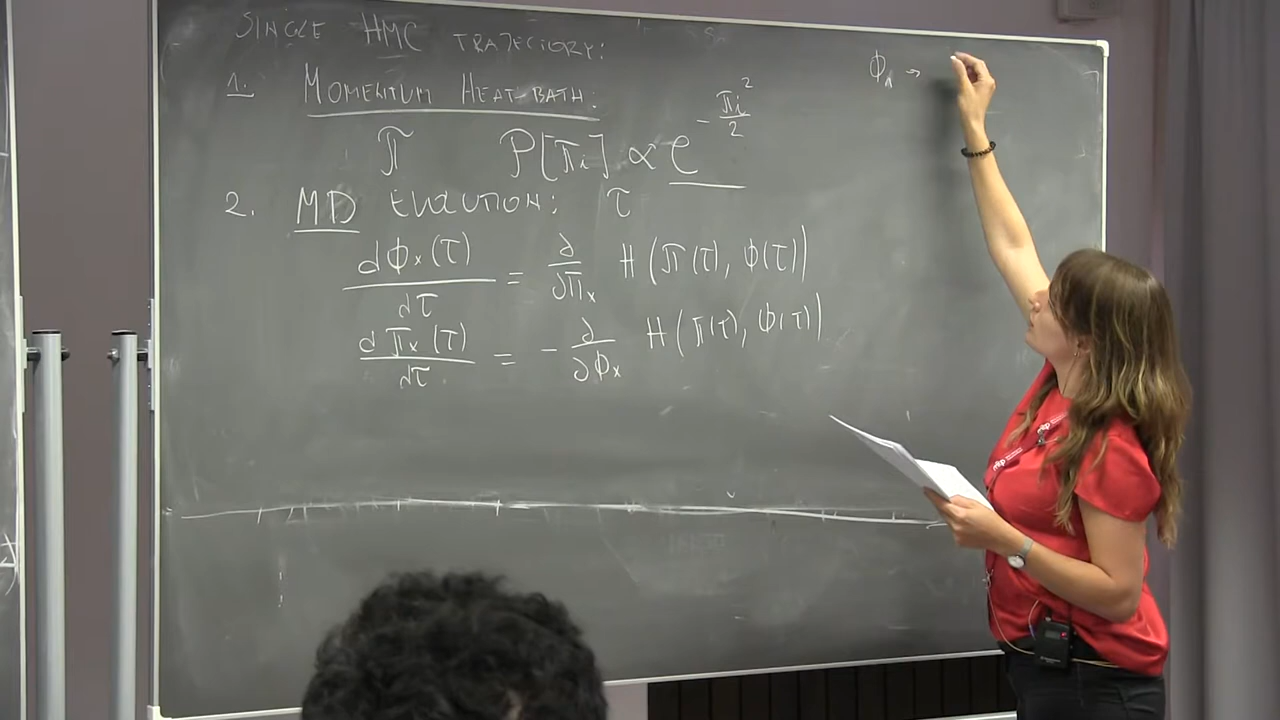 SINGLE HMC TRAJECTORY:
1. MOMENTUM HEAT-BATH:
π P[πᵢ] ∝ e^{-πᵢ²/2}
2. MD EVOLUTION: τ
dϕₓ(τ)/dτ = ∂/∂πₓ H(π(τ), ϕ(τ))
dπₓ(τ)/dτ = -∂/∂ϕₓ H(π(τ), ϕ(τ))
ϕ →